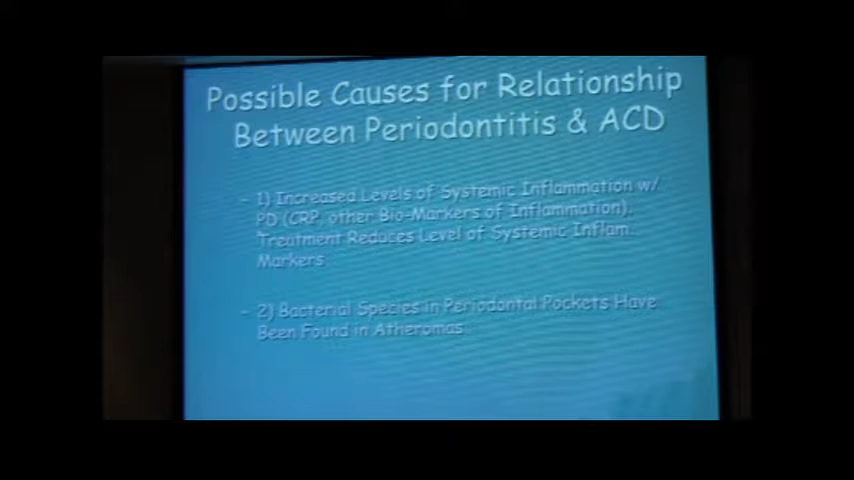 Possible Causes for Relationship
Between Periodontitis & ACD
- 1) Increased Levels of Systemic Inflammation w/
PD (CRP, other Bio-Markers of Inflammation).
Treatment Reduces Level of Systemic Inflam.
Markers
- 2) Bacterial Species in Periodontal Pockets Have
Been Found in Atheromas